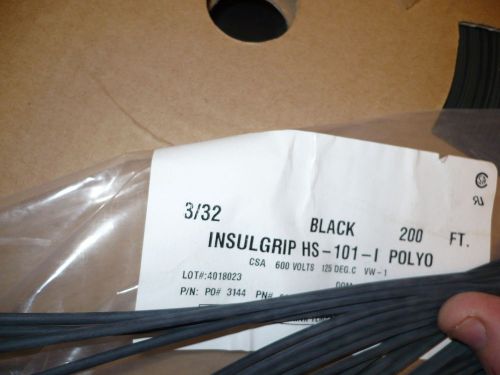 3/32 BLACK 200 FT.
INSULGRIP HS-101-I POLYO
CSA 600 VOLTS 125 DEG.C VW-1
LOT#:4018023
P/N: PO# 3144 PN#